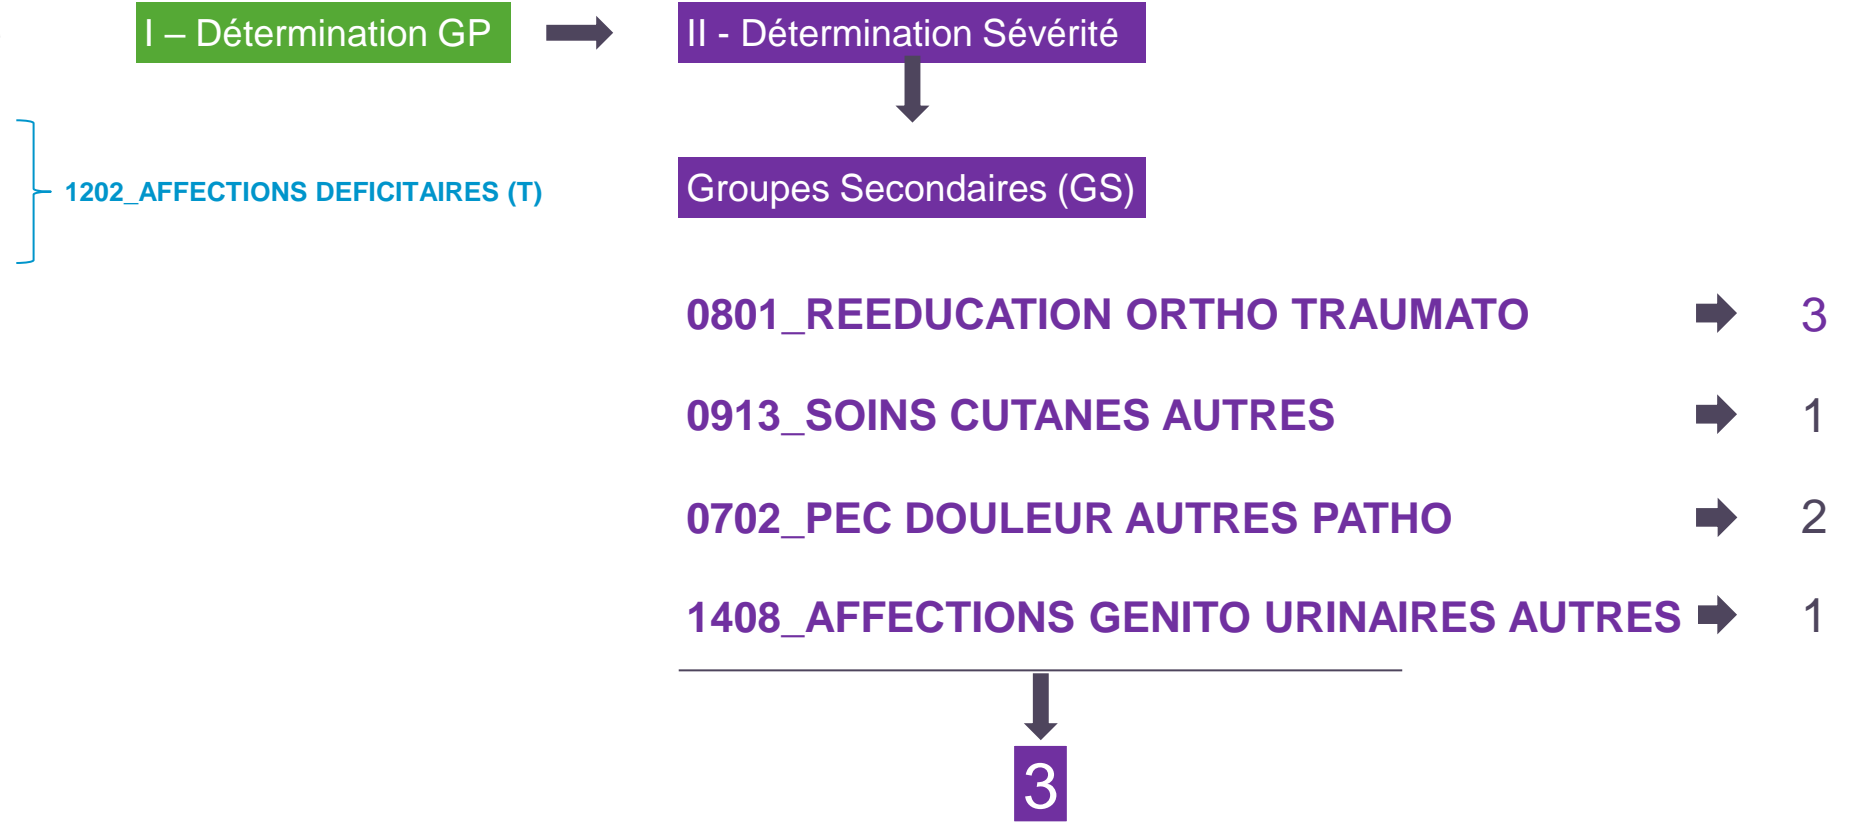 I – Détermination GP
II - Détermination Sévérité
1202_AFFECTIONS DEFICITAIRES (T)
Groupes Secondaires (GS)
0801_REEDUCATION ORTHO TRAUMATO 3
0913_SOINS CUTANES AUTRES 1
0702_PEC DOULEUR AUTRES PATHO 2
1408_AFFECTIONS GENITO URINAIRES AUTRES 1
3